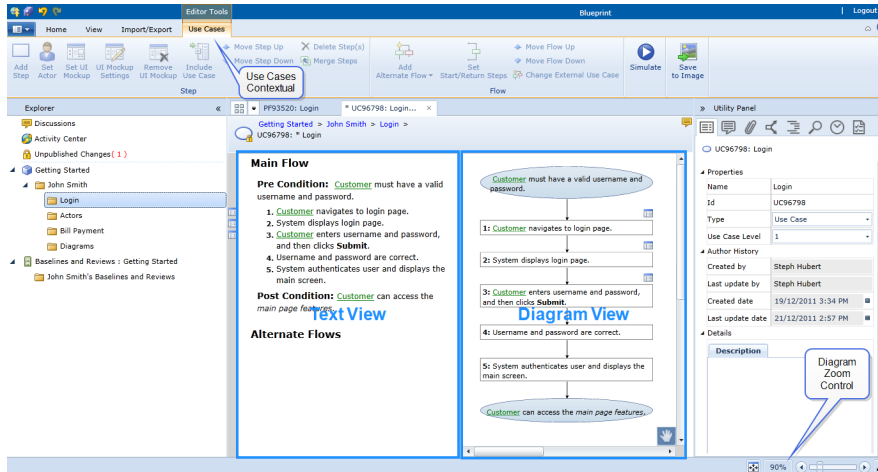 Editor Tools
Blueprint
Logout
Home View Import/Export Use Cases
Add Step
Set Actor
Set UI Mockup
UI Mockup Settings
Remove UI Mockup
Include Use Case
Move Step Up
Move Step Down
Delete Step(s)
Merge Steps
Step
Add Alternate Flow
Set Start/Return Steps
Move Flow Up
Move Flow Down
Change External Use Case
Flow
Simulate
Save to Image
Use Cases
Contextual
Explorer «
Discussions
Activity Center
Unpublished Changes( 1 )
Getting Started
John Smith
Login
Actors
Bill Payment
Diagrams
Baselines and Reviews : Getting Started
John Smith's Baselines and Reviews
PF93520: Login
* UC96798: Login... ×
Getting Started > John Smith > Login >
UC96798: * Login
Main Flow
Pre Condition: Customer must have a valid
username and password.
1. Customer navigates to login page.
2. System displays login page.
3. Customer enters username and password,
and then clicks Submit.
4. Username and password are correct.
5. System authenticates user and displays the
main screen.
Post Condition: Customer can access the
main page features.
Text View
Alternate Flows
Customer must have a valid username and
password.
1: Customer navigates to login page.
2: System displays login page.
3: Customer enters username and password,
and then clicks Submit.
Diagram View
4: Username and password are correct.
5: System authenticates user and displays the
main screen.
Customer can access the main page features.
» Utility Panel
UC96798: Login
Properties
Name Login
Id UC96798
Type Use Case
Use Case Level 1
Author History
Created by Steph Hubert
Last update by Steph Hubert
Created date 19/12/2011 3:34 PM
Last update date 21/12/2011 2:57 PM
Details
Description
Diagram
Zoom
Control
90%